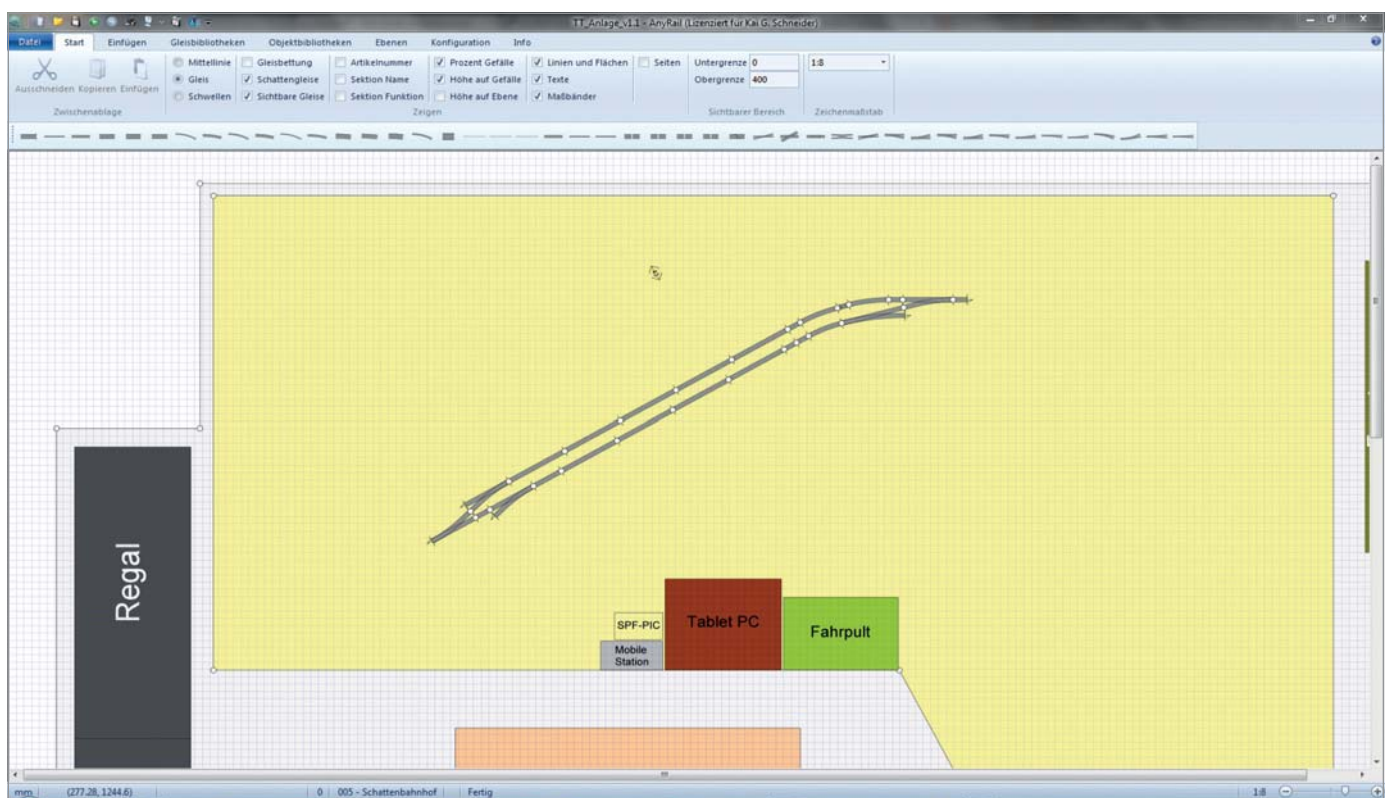 TT_Anlage_v1.1 - AnyRail (Lizenziert für Kai G. Schneider)
Datei Start Einfügen Gleisbibliotheken Objektbibliotheken Ebenen Konfiguration Info
Mittellinie Gleisbettung Artikelnummer Prozent Gefälle Linien und Flächen Seiten Untergrenze 0 1:8
Gleis Schattengleise Sektion Name Höhe auf Gefälle Texte Obergrenze 400
Ausschneiden Kopieren Einfügen
Schwellen Sichtbare Gleise Sektion Funktion Höhe auf Ebene Maßbänder
Zwischenablage Zeigen Sichtbarer Bereich Zeichenmaßstab
Regal
SPF-PIC
Mobile
Station
Tablet PC
Fahrpult
mm (277.28, 1244.6) 0 005 - Schattenbahnhof Fertig 1:8